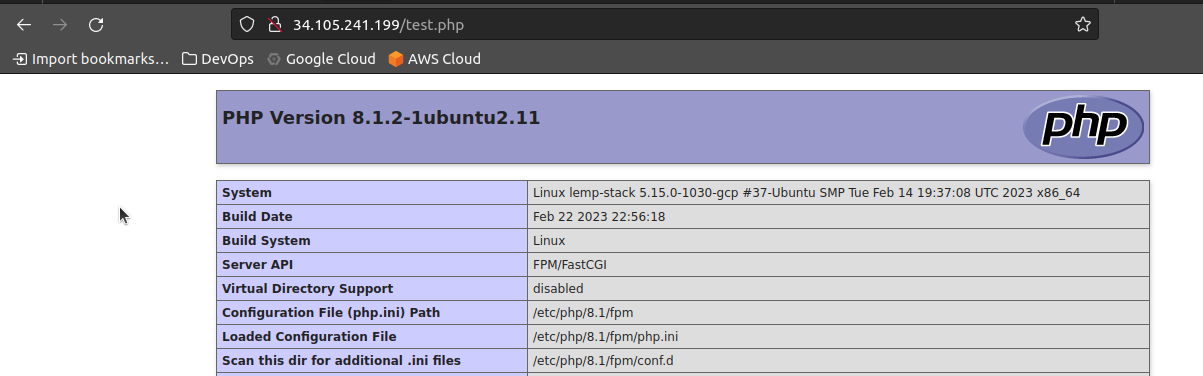 34.105.241.199/test.php
Import bookmarks... DevOps Google Cloud AWS Cloud
PHP Version 8.1.2-1ubuntu2.11 php
System Linux lemp-stack 5.15.0-1030-gcp #37-Ubuntu SMP Tue Feb 14 19:37:08 UTC 2023 x86_64
Build Date Feb 22 2023 22:56:18
Build System Linux
Server API FPM/FastCGI
Virtual Directory Support disabled
Configuration File (php.ini) Path /etc/php/8.1/fpm
Loaded Configuration File /etc/php/8.1/fpm/php.ini
Scan this dir for additional .ini files /etc/php/8.1/fpm/conf.d